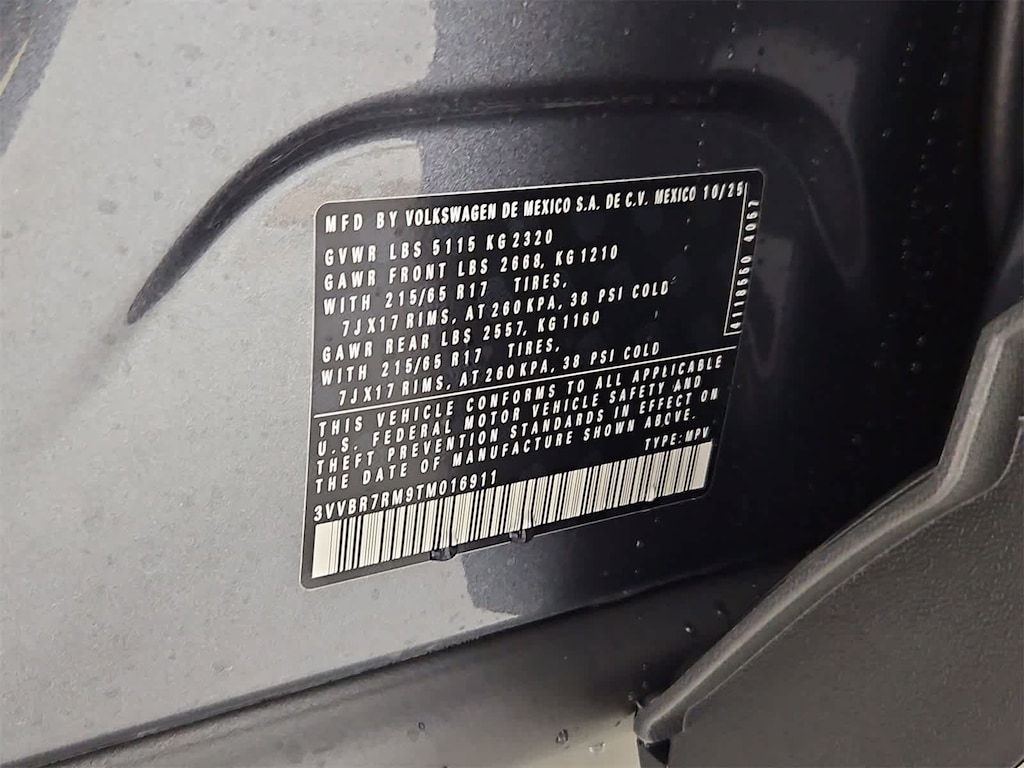 MFD BY VOLKSWAGEN DE MEXICO S.A. DE C.V. MEXICO 10/25
GVWR LBS 5115 KG 2320
GAWR FRONT LBS 2668, KG 1210
WITH 215/65 R17 TIRES,
7JX17 RIMS, AT 260 KPA, 38 PSI COLD
GAWR REAR LBS 2557, KG 1160
WITH 215/65 R17 TIRES,
7JX17 RIMS, AT 260 KPA, 38 PSI COLD
THIS VEHICLE CONFORMS TO ALL APPLICABLE
U.S. FEDERAL MOTOR VEHICLE SAFETY AND
THEFT PREVENTION STANDARDS IN EFFECT ON
THE DATE OF MANUFACTURE SHOWN ABOVE.
TYPE: MPV
3VVBR7RM9TM016911